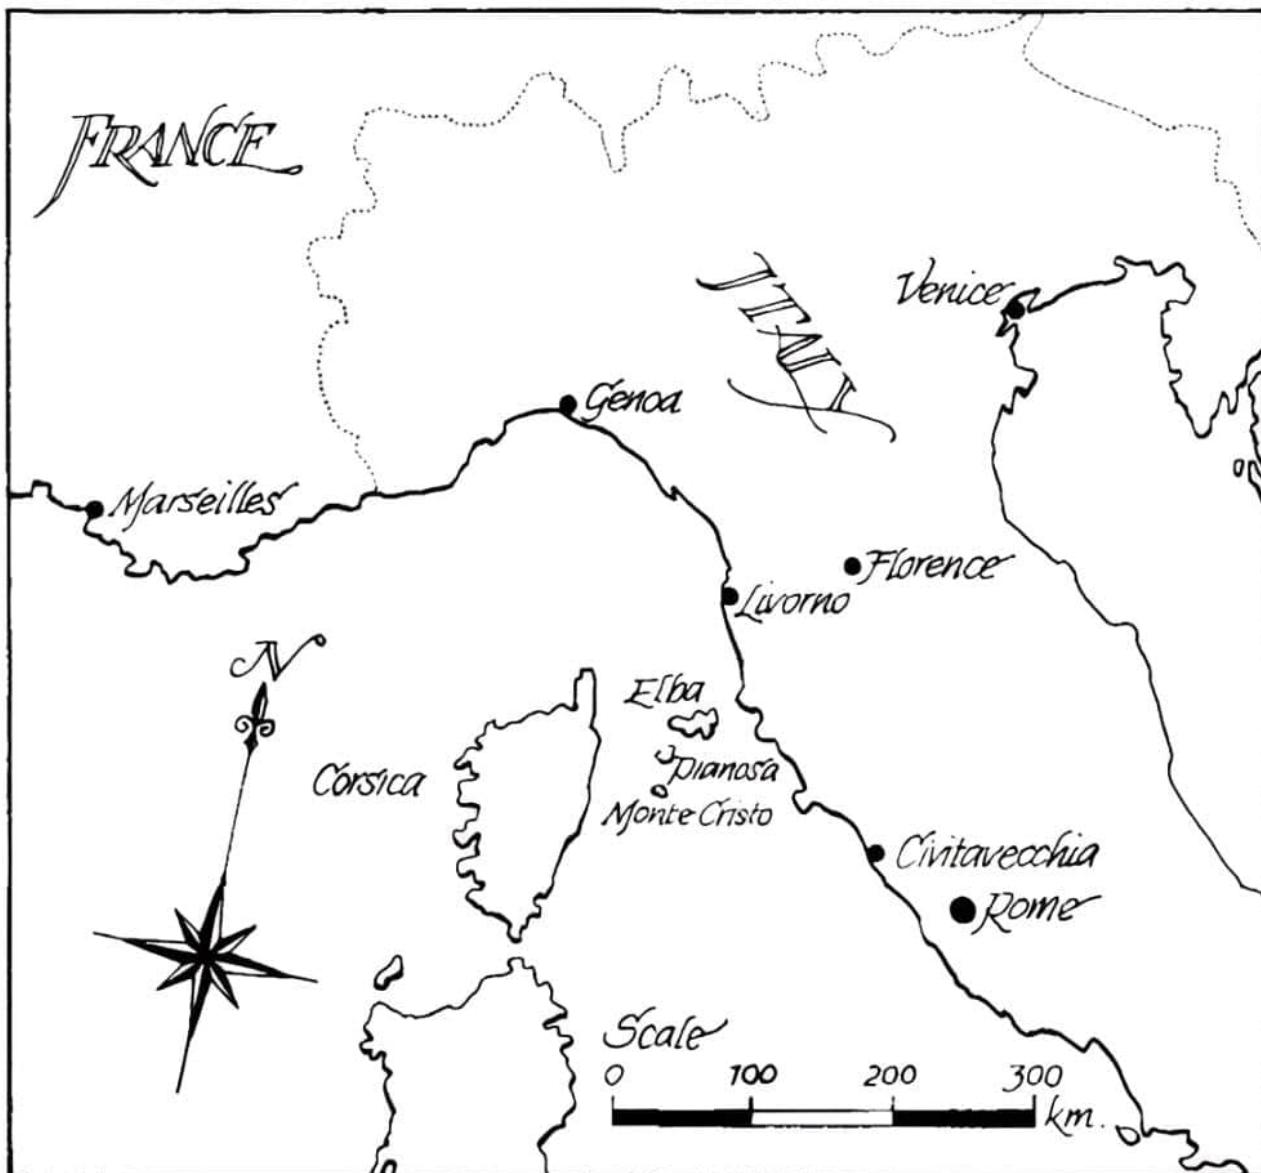 FRANCE
ITALY
Venice
Genoa
Marseilles
Florence
Livorno
N
Elba
Corsica
Pianosa
Monte Cristo
Civitavecchia
Rome
Scale
0 100 200 300
km.